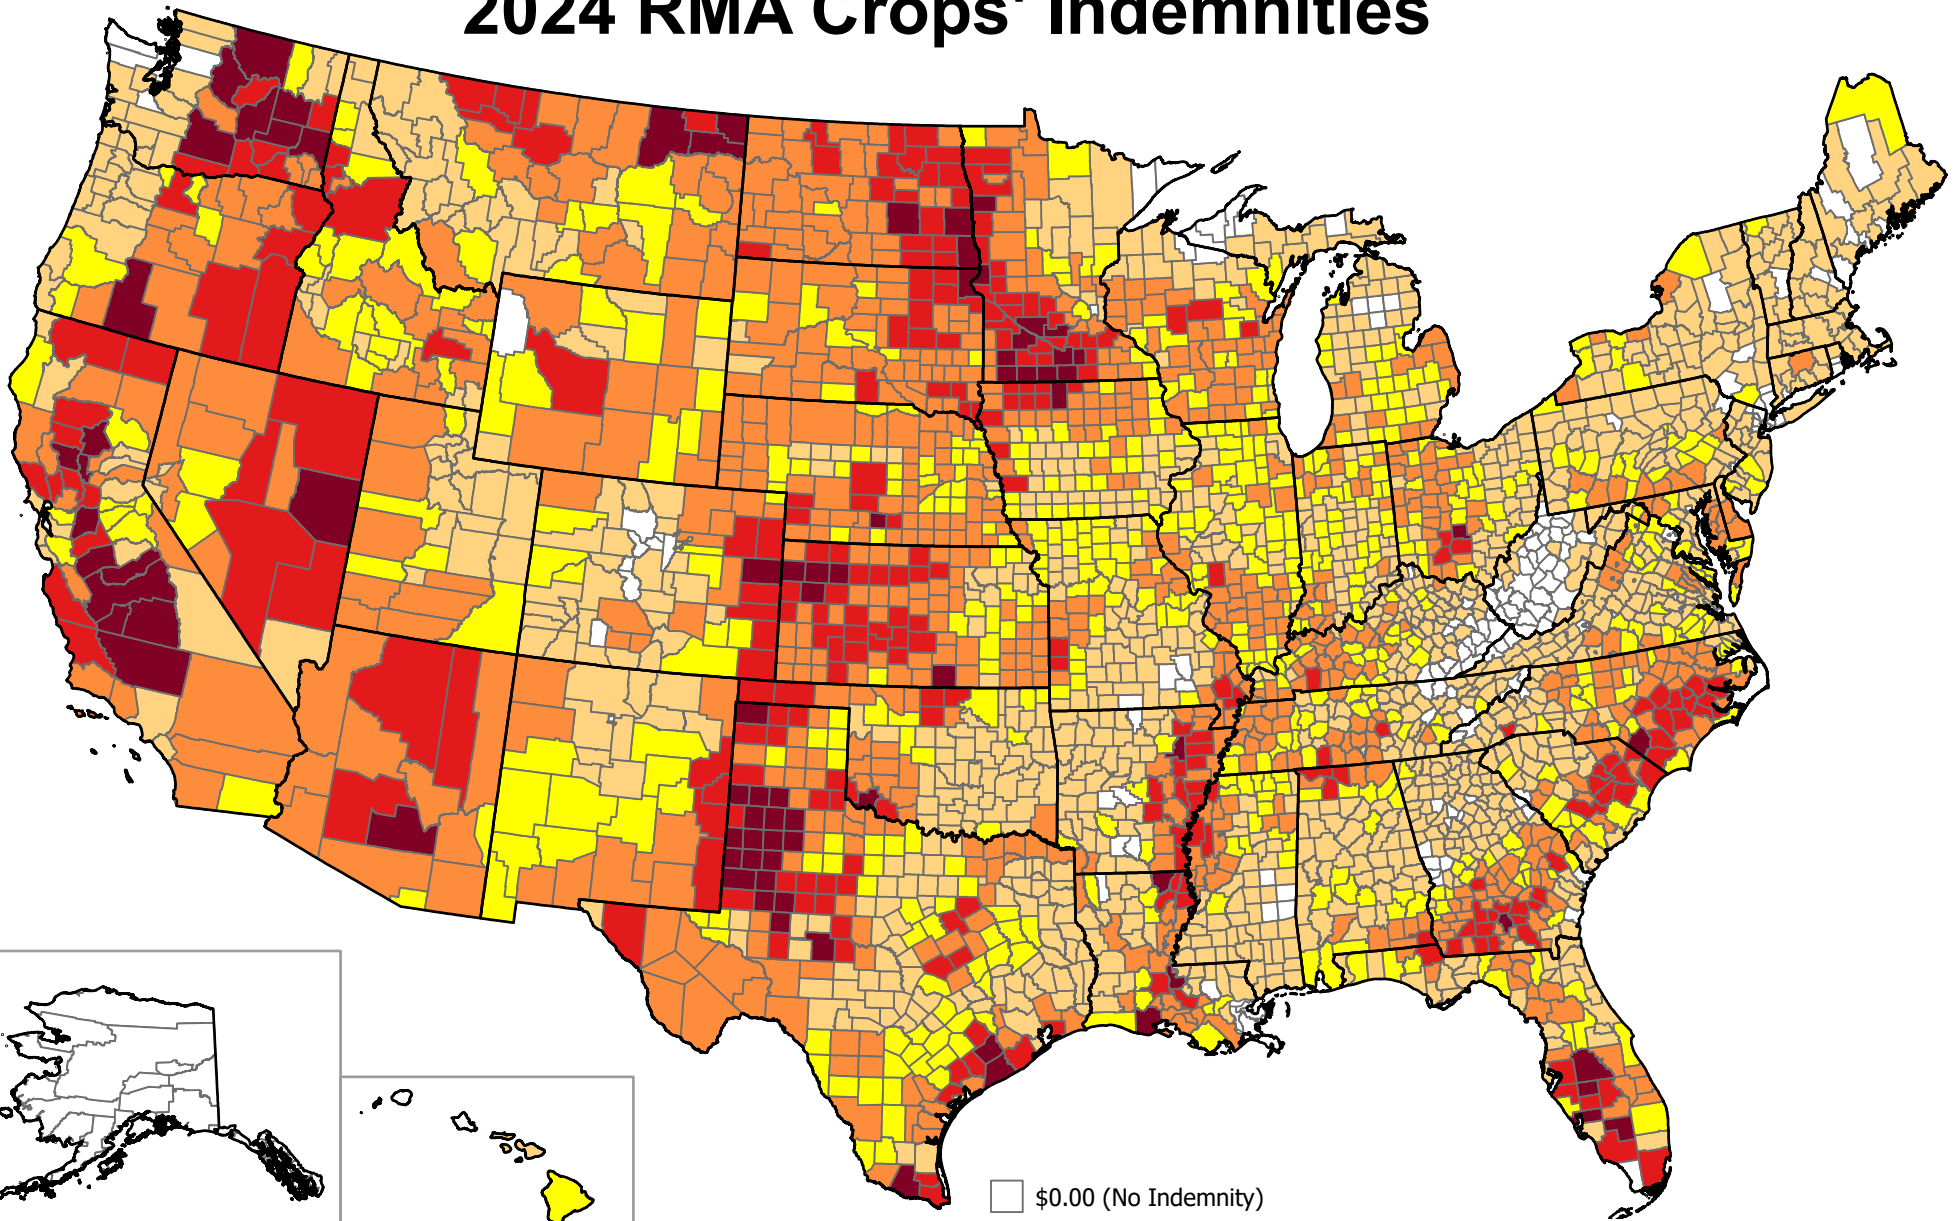 2024 RMA Crops' Indemnities
$0.00 (No Indemnity)